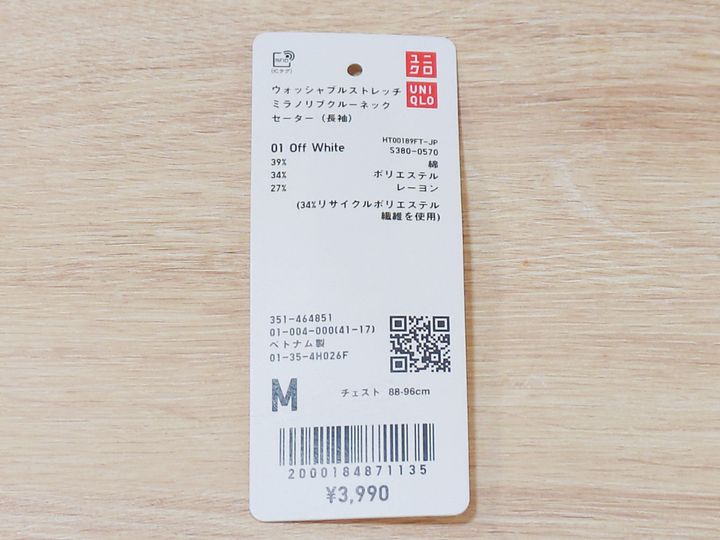 RFID
(ICタグ)
ユニ
クロ
UNI
QLO
ウォッシャブルストレッチ
ミラノリブクルーネック
セーター（長袖）
HT00189FT-JP
01 Off White
S380-0570
39% 綿
34% ポリエステル
27% レーヨン
(34%リサイクルポリエステル
繊維を使用)
351-464851
01-004-000(41-17)
ベトナム製
01-35-4H026F
M チェスト 88-96cm
2000184871135
¥3,990